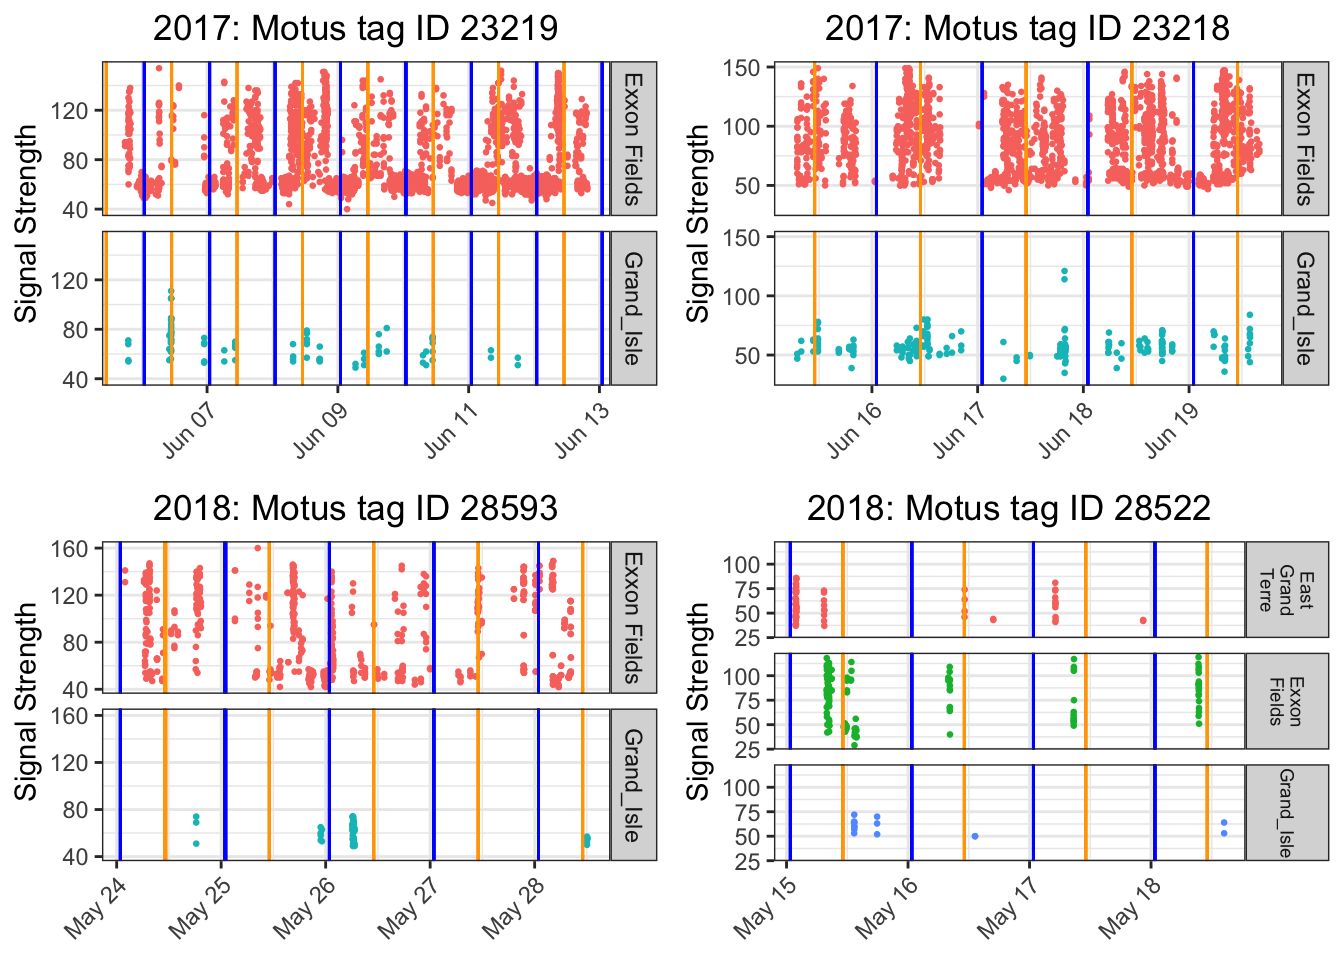 2017: Motus tag ID 23219
Signal Strength
120
80
40
Exxon Fields
120
80
40
Grand_Isle
Jun 07
Jun 09
Jun 11
Jun 13
2017: Motus tag ID 23218
Signal Strength
150
100
50
Exxon Fields
150
100
50
Grand_Isle
Jun 16
Jun 17
Jun 18
Jun 19
2018: Motus tag ID 28593
Signal Strength
160
120
80
40
Exxon Fields
160
120
80
40
Grand_Isle
May 24
May 25
May 26
May 27
May 28
2018: Motus tag ID 28522
Signal Strength
100
75
50
25
East
Grand
Terre
100
75
50
25
Exxon
Fields
100
75
50
25
Grand_Isle
May 15
May 16
May 17
May 18